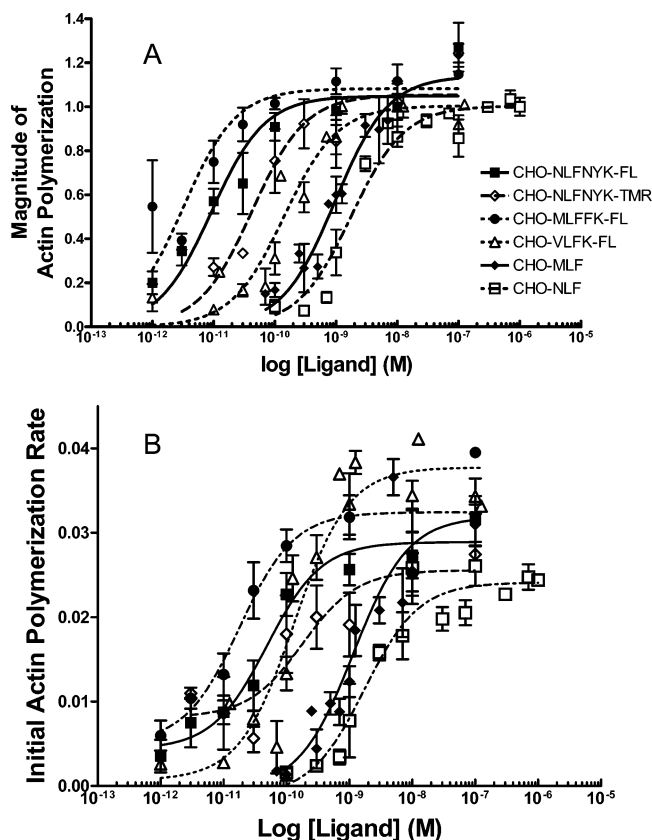 A
1.4
1.2
1.0
0.8
0.6
0.4
0.2
0.0
Magnitude of
Actin Polymerization
10-13 10-12 10-11 10-10 10-9 10-8 10-7 10-6 10-5
log [Ligand] (M)
CHO-NLFNYK-FL
CHO-NLFNYK-TMR
CHO-MLFFK-FL
CHO-VLFK-FL
CHO-MLF
CHO-NLF
B
0.04
0.03
0.02
0.01
0.00
Initial Actin Polymerization Rate
10-13 10-12 10-11 10-10 10-9 10-8 10-7 10-6 10-5
Log [Ligand] (M)